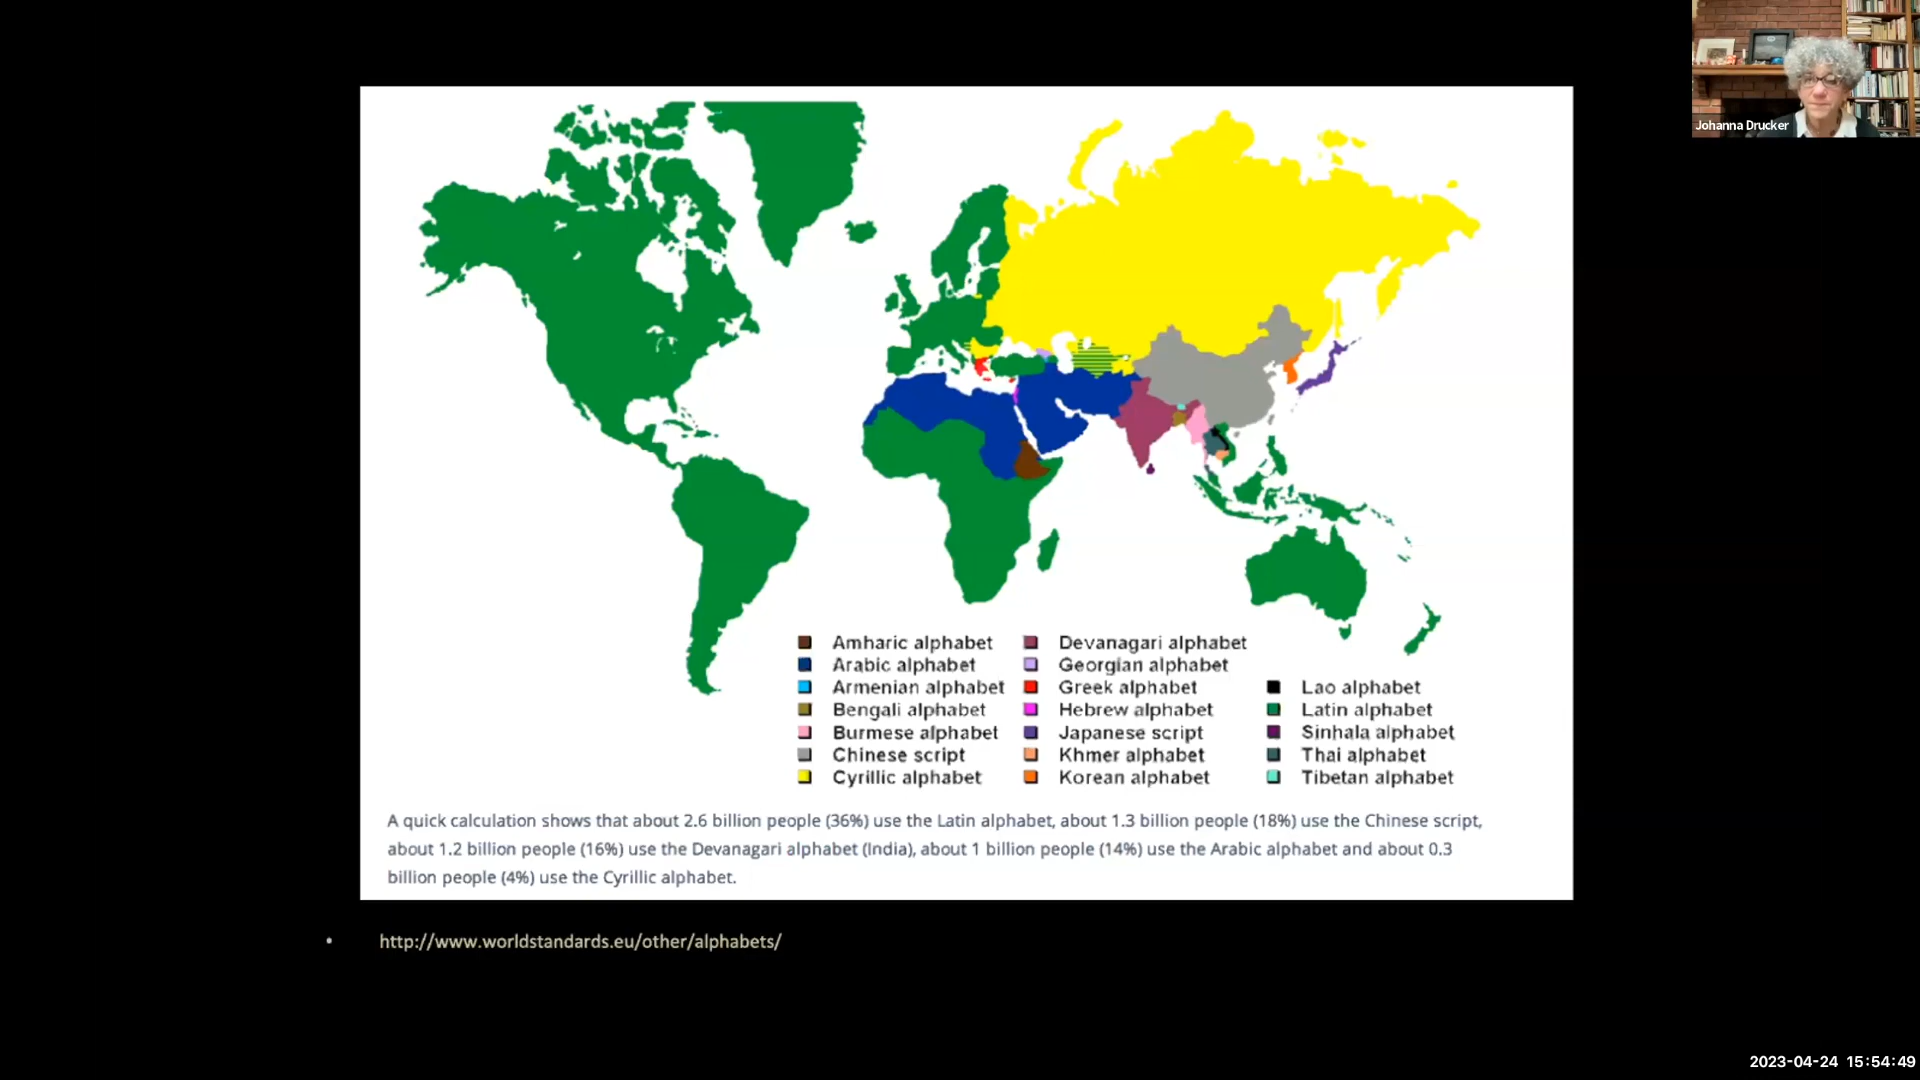 Johanna Drucker
Amharic alphabet
Arabic alphabet
Armenian alphabet
Bengali alphabet
Burmese alphabet
Chinese script
Cyrillic alphabet
Devanagari alphabet
Georgian alphabet
Greek alphabet
Hebrew alphabet
Japanese script
Khmer alphabet
Korean alphabet
Lao alphabet
Latin alphabet
Sinhala alphabet
Thai alphabet
Tibetan alphabet
A quick calculation shows that about 2.6 billion people (36%) use the Latin alphabet, about 1.3 billion people (18%) use the Chinese script,
about 1.2 billion people (16%) use the Devanagari alphabet (India), about 1 billion people (14%) use the Arabic alphabet and about 0.3
billion people (4%) use the Cyrillic alphabet.
• http://www.worldstandards.eu/other/alphabets/
2023-04-24 15:54:49